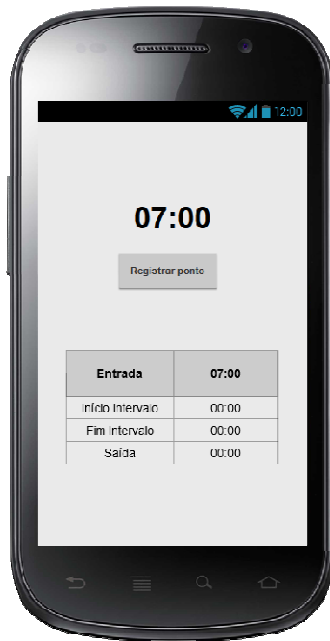 12:00
07:00
Registrar ponto
Entrada 07:00
Início Intervalo 00:00
Fim Intervalo 00:00
Saída 00:00